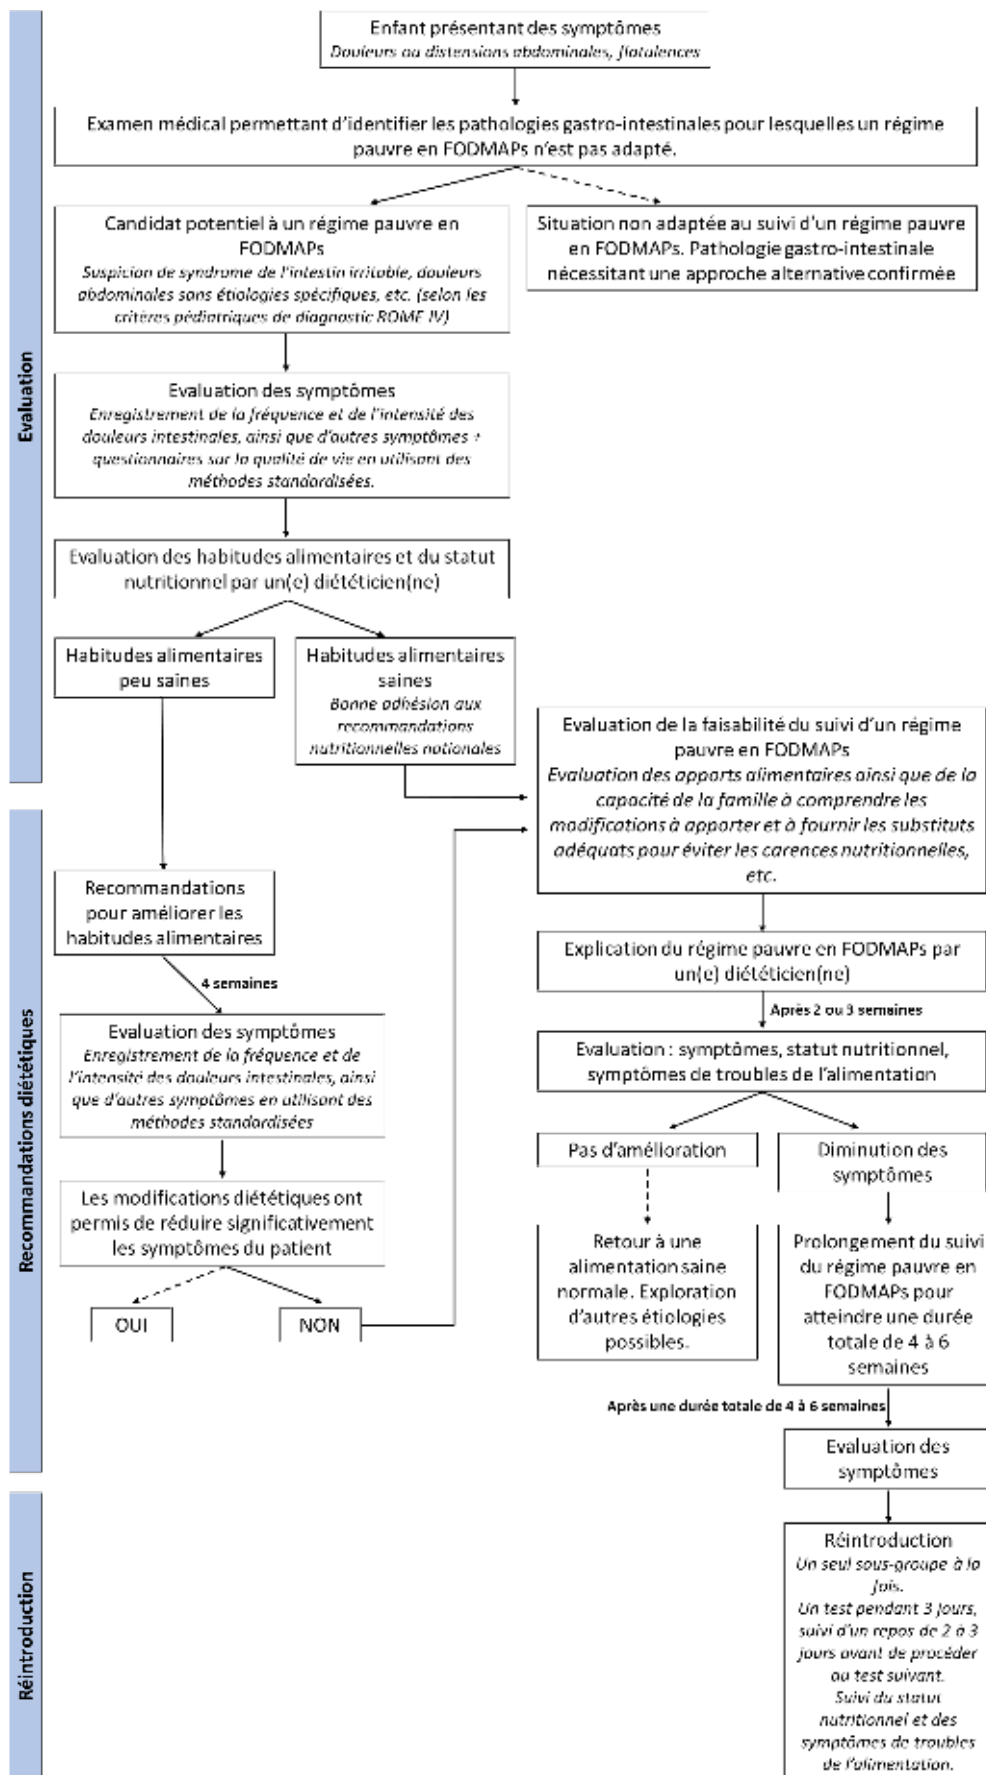 Enfant présentant des symptômes
Douleurs ou distensions abdominales, flatulences
Examen médical permettant d'identifier les pathologies gastro-intestinales pour lesquelles un régime
pauvre en FODMAPs n'est pas adapté.
Candidat potentiel à un régime pauvre en
FODMAPs
Suspicion de syndrome de l'intestin irritable, douleurs
abdominales sans étiologies spécifiques, etc. (selon les
critères pédiatriques de diagnostic ROME IV)
Situation non adaptée au suivi d'un régime pauvre
en FODMAPs. Pathologie gastro-intestinale
nécessitant une approche alternative confirmée
Evaluation
Evaluation des symptômes
Enregistrement de la fréquence et de l'intensité des
douleurs intestinales, ainsi que d'autres symptômes +
questionnaires sur la qualité de vie en utilisant des
méthodes standardisées.
Evaluation des habitudes alimentaires et du statut
nutritionnel par un(e) diététicien(ne)
Habitudes alimentaires
peu saines
Habitudes alimentaires
saines
Bonne adhésion aux
recommandations
nutritionnelles nationales
Evaluation de la faisabilité du suivi d'un régime
pauvre en FODMAPs
Evaluation des apports alimentaires ainsi que de la
capacité de la famille à comprendre les
modifications à apporter et à fournir les substituts
adéquats pour éviter les carences nutritionnelles,
etc.
Recommandations diététiques
Recommandations
pour améliorer les
habitudes alimentaires
4 semaines
Evaluation des symptômes
Enregistrement de la fréquence et de
l'intensité des douleurs intestinales, ainsi
que d'autres symptômes en utilisant des
méthodes standardisées
Les modifications diététiques ont
permis de réduire significativement
les symptômes du patient
OUI
NON
Explication du régime pauvre en FODMAPs par
un(e) diététicien(ne)
Après 2 ou 3 semaines
Evaluation : symptômes, statut nutritionnel,
symptômes de troubles de l'alimentation
Pas d'amélioration
Diminution des
symptômes
Retour à une
alimentation saine
normale. Exploration
d'autres étiologies
possibles.
Prolongement du suivi
du régime pauvre en
FODMAPs pour
atteindre une durée
totale de 4 à 6
semaines
Après une durée totale de 4 à 6 semaines
Evaluation des
symptômes
Réintroduction
Réintroduction
Un seul sous-groupe à la
fois.
Un test pendant 3 jours,
suivi d'un repos de 2 à 3
jours avant de procéder
au test suivant.
Suivi du statut
nutritionnel et des
symptômes de troubles
de l'alimentation.